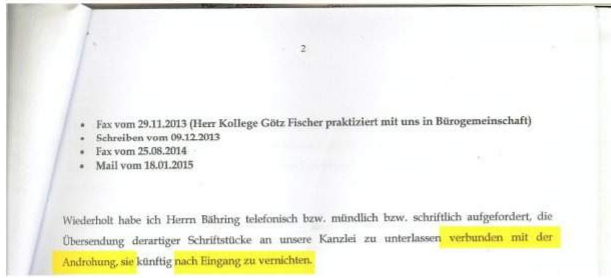 2
• Fax vom 29.11.2013 (Herr Kollege Götz Fischer praktiziert mit uns in Bürogemeinschaft)
• Schreiben vom 09.12.2013
• Fax vom 25.08.2014
• Mail vom 18.01.2015
Wiederholt habe ich Herrn Bähring telefonisch bzw. mündlich bzw. schriftlich aufgefordert, die
Übersendung derartiger Schriftstücke an unsere Kanzlei zu unterlassen verbunden mit der
Androhung, sie künftig nach Eingang zu vernichten.